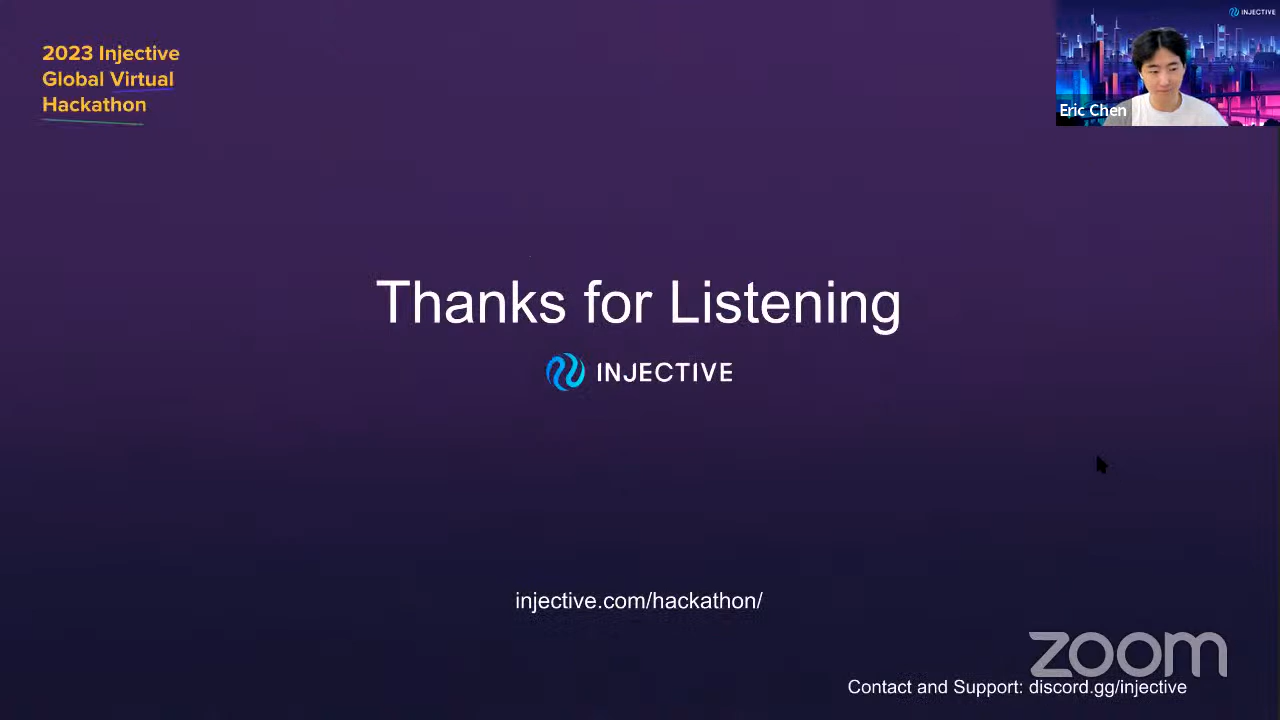 2023 Injective
Global Virtual
Hackathon
INJECTIVE
Eric Chen
Thanks for Listening
INJECTIVE
injective.com/hackathon/
zoom
Contact and Support: discord.gg/injective